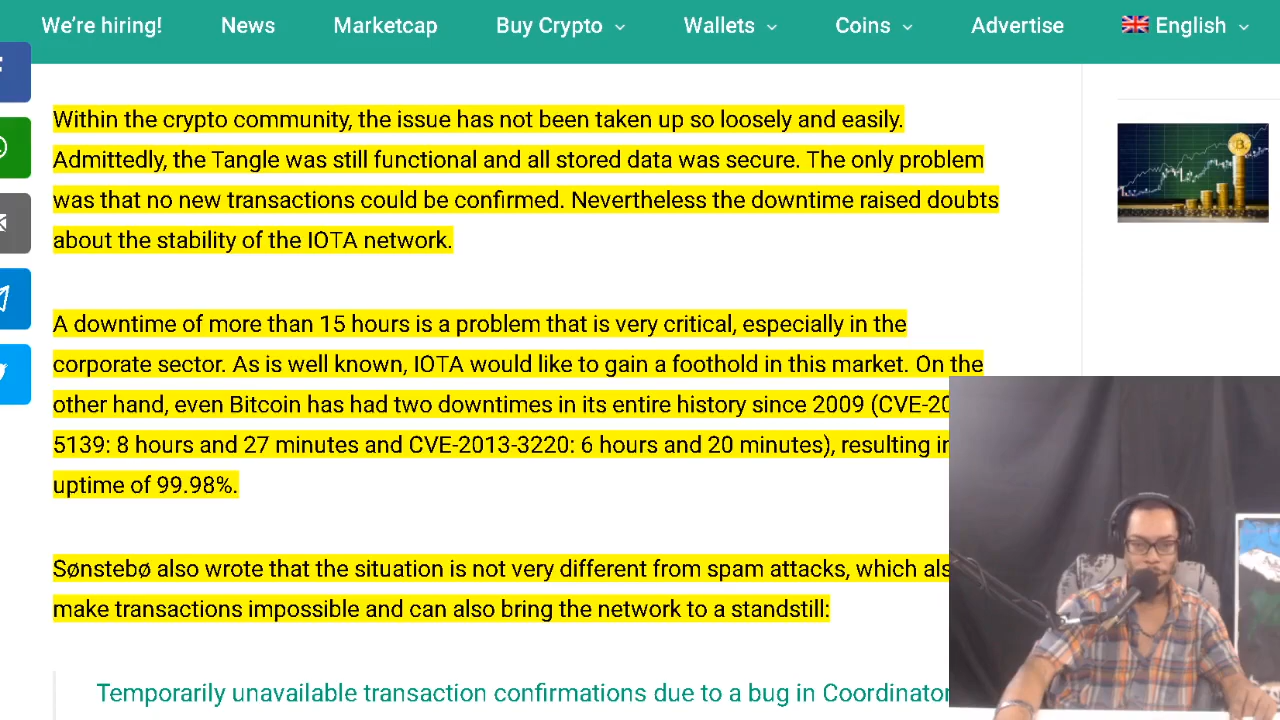 We're hiring! News Marketcap Buy Crypto Wallets Coins Advertise English
Within the crypto community, the issue has not been taken up so loosely and easily.
Admittedly, the Tangle was still functional and all stored data was secure. The only problem
was that no new transactions could be confirmed. Nevertheless the downtime raised doubts
about the stability of the IOTA network.
A downtime of more than 15 hours is a problem that is very critical, especially in the
corporate sector. As is well known, IOTA would like to gain a foothold in this market. On the
other hand, even Bitcoin has had two downtimes in its entire history since 2009 (CVE-20
5139: 8 hours and 27 minutes and CVE-2013-3220: 6 hours and 20 minutes), resulting in
uptime of 99.98%.
Sønstebø also wrote that the situation is not very different from spam attacks, which als
make transactions impossible and can also bring the network to a standstill:
Temporarily unavailable transaction confirmations due to a bug in Coordinator